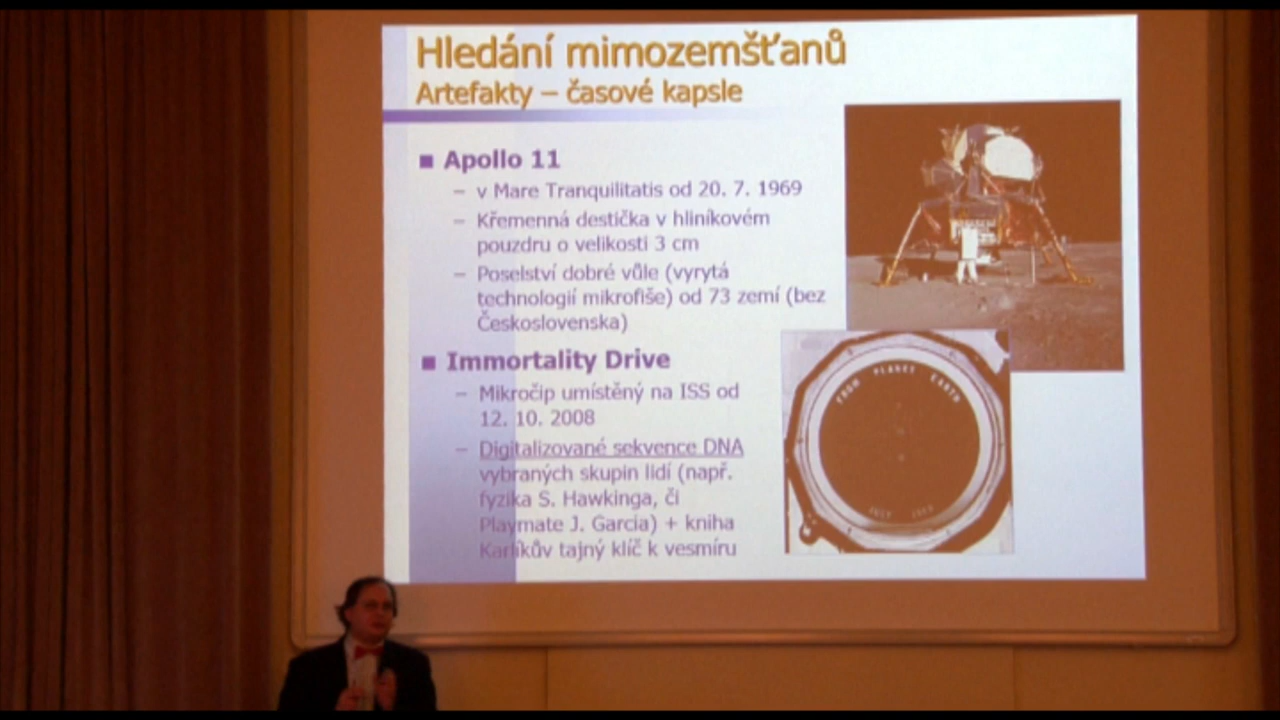 Hledání mimozemšťanů
Artefakty – časové kapsle
■ Apollo 11
– v Mare Tranquilitatis od 20. 7. 1969
– Křemenná destička v hliníkovém
pouzdru o velikosti 3 cm
– Poselství dobré vůle (vyrytá
technologií mikrofiše) od 73 zemí (bez
Československa)
■ Immortality Drive
– Mikročip umístěný na ISS od
12. 10. 2008
– Digitalizované sekvence DNA
vybraných skupin lidí (např.
fyzika S. Hawkinga, či
Playmate J. Garcia) + kniha
Karlíkův tajný klíč k vesmíru
FROM PLANET EARTH
JULY